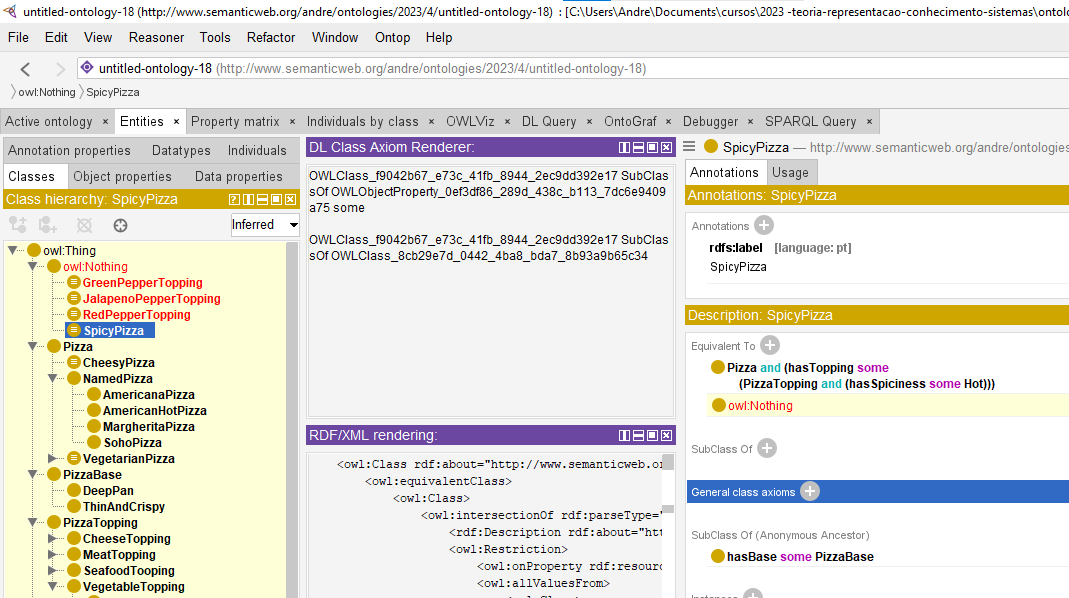 untitled-ontology-18 (http://www.semanticweb.org/andre/ontologies/2023/4/untitled-ontology-18) : [C:\Users\Andre\Documents\cursos\2023 -teoria-representacao-conhecimento-sistemas\ontolo
File Edit View Reasoner Tools Refactor Window Ontop Help
untitled-ontology-18 (http://www.semanticweb.org/andre/ontologies/2023/4/untitled-ontology-18)
owl:Nothing SpicyPizza
Active ontology × Entities × Property matrix × Individuals by class × OWLViz × DL Query × OntoGraf × Debugger × SPARQL Query ×
Annotation properties Datatypes Individuals
Classes Object properties Data properties
Class hierarchy: SpicyPizza
Inferred
owl:Thing
owl:Nothing
GreenPepperTopping
JalapenoPepperTopping
RedPepperTopping
SpicyPizza
Pizza
CheesyPizza
NamedPizza
AmericanaPizza
AmericanHotPizza
MargheritaPizza
SohoPizza
VegetarianPizza
PizzaBase
DeepPan
ThinAndCrispy
PizzaTopping
CheeseTopping
MeatTopping
SeafoodTooping
VegetableTopping
DL Class Axiom Renderer:
OWLClass_f9042b67_e73c_41fb_8944_2ec9dd392e17 SubClas
sOf OWLObjectProperty_0ef3df86_289d_438c_b113_7dc6e9409
a75 some
OWLClass_f9042b67_e73c_41fb_8944_2ec9dd392e17 SubClas
sOf OWLClass_8cb29e7d_0442_4ba8_bda7_8b93a9b65c34
RDF/XML rendering:
<owl:Class rdf:about="http://www.semanticweb.o
<owl:equivalentClass>
<owl:Class>
<owl:intersectionOf rdf:parseType="
<rdf:Description rdf:about="htt
<owl:Restriction>
<owl:onProperty rdf:resour
<owl:allValuesFrom>
SpicyPizza — http://www.semanticweb.org/andre/ontologies
Annotations Usage
Annotations: SpicyPizza
Annotations
rdfs:label [language: pt]
SpicyPizza
Description: SpicyPizza
Equivalent To
Pizza and (hasTopping some
(PizzaTopping and (hasSpiciness some Hot)))
owl:Nothing
SubClass Of
General class axioms
SubClass Of (Anonymous Ancestor)
hasBase some PizzaBase
Instances